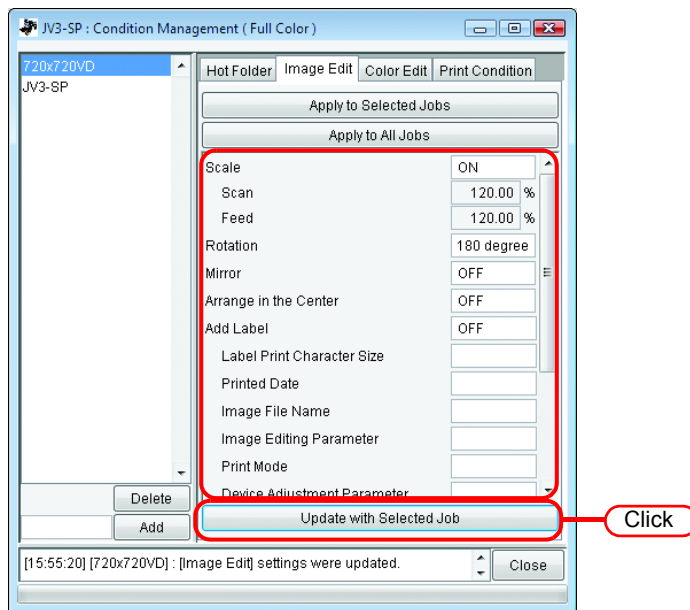 JV3-SP : Condition Management ( Full Color )
720x720VD
JV3-SP
Hot Folder Image Edit Color Edit Print Condition
Apply to Selected Jobs
Apply to All Jobs
Scale ON
Scan 120.00 %
Feed 120.00 %
Rotation 180 degree
Mirror OFF
Arrange in the Center OFF
Add Label OFF
Label Print Character Size
Printed Date
Image File Name
Image Editing Parameter
Print Mode
Device Adjustment Parameter
Delete
Update with Selected Job
Click
Add
[15:55:20] [720x720VD] : [Image Edit] settings were updated.
Close